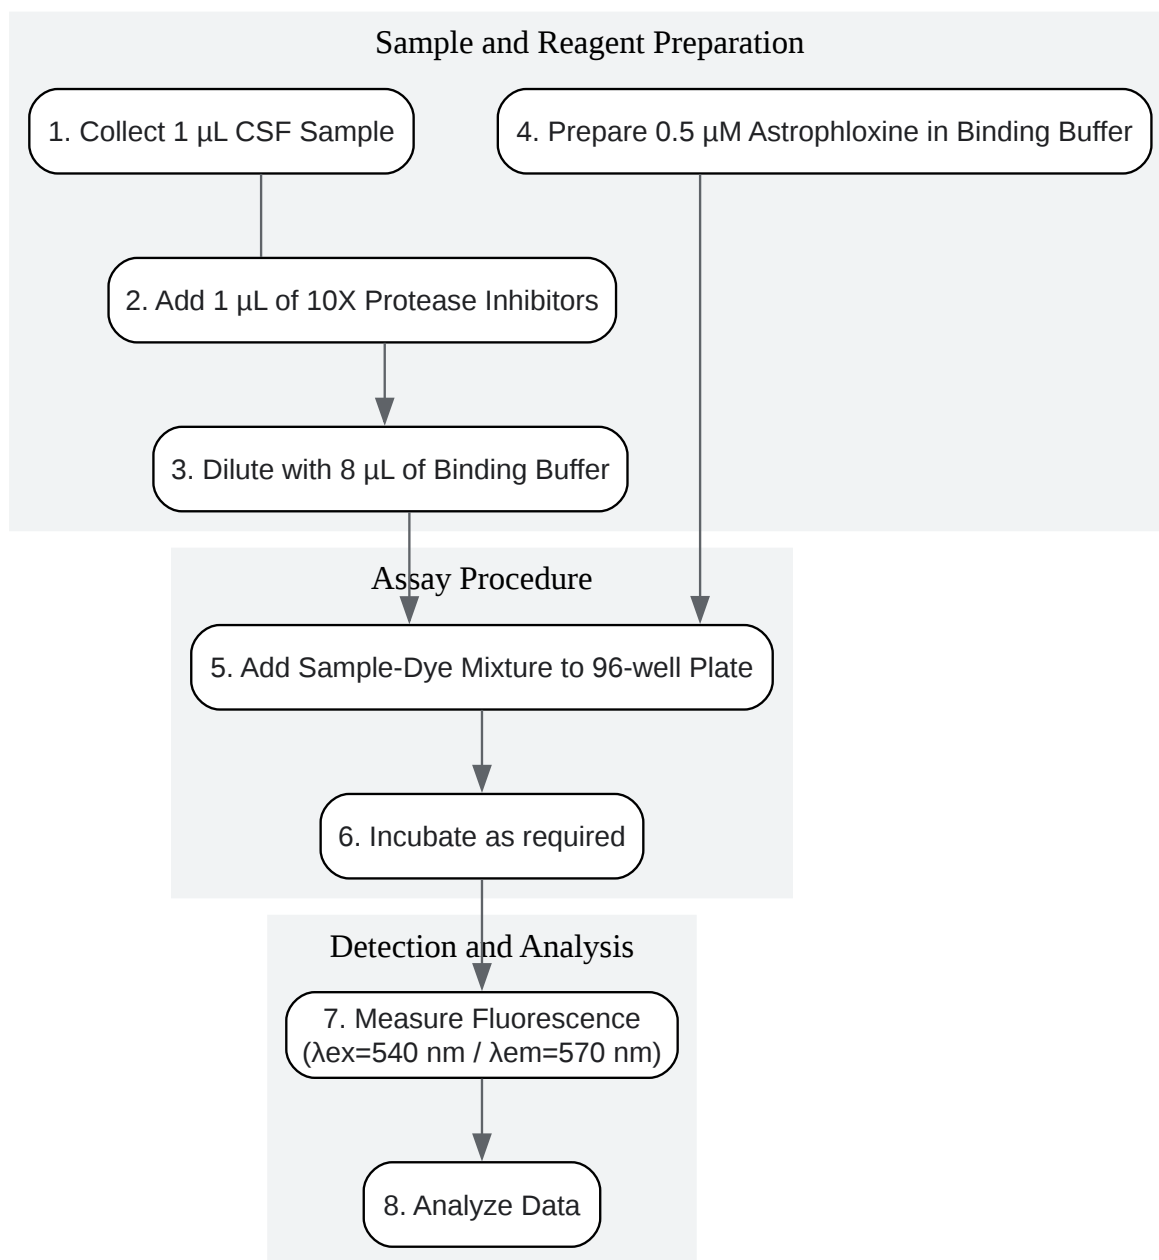 Sample and Reagent Preparation
1. Collect 1 µL CSF Sample
4. Prepare 0.5 µM Astrophloxine in Binding Buffer
2. Add 1 µL of 10X Protease Inhibitors
3. Dilute with 8 µL of Binding Buffer
Assay Procedure
5. Add Sample-Dye Mixture to 96-well Plate
6. Incubate as required
Detection and Analysis
7. Measure Fluorescence
(λex=540 nm / λem=570 nm)
8. Analyze Data